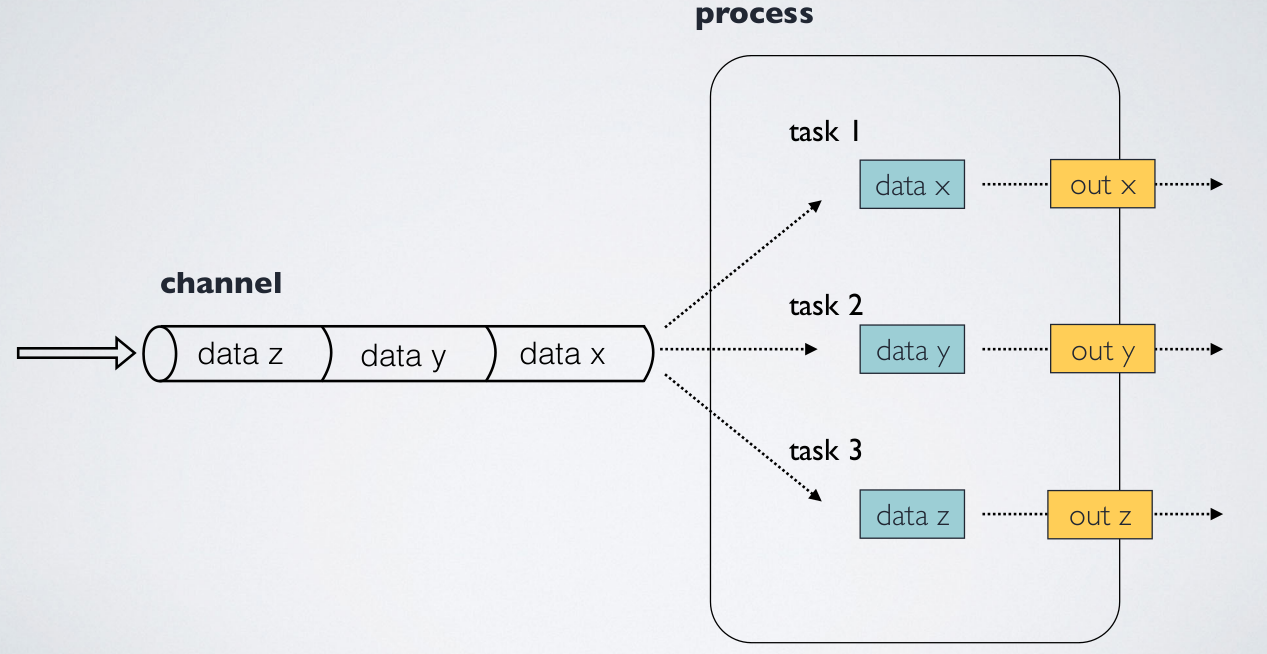 process
task 1
data x
out x
channel
task 2
data z
data y
data x
data y
out y
task 3
data z
out z